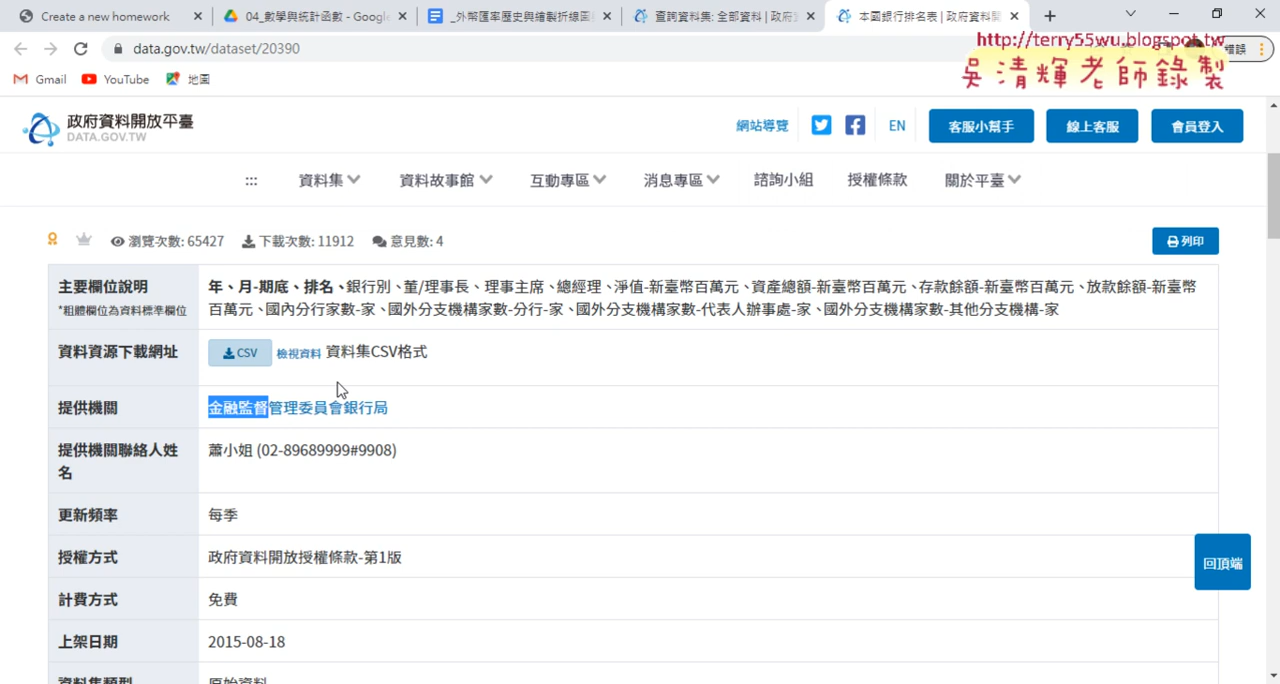 Create a new homework
04_數學與統計函數 - Google
_外幣匯率歷史與繪製折線圖
查詢資料集: 全部資料 | 政府
本國銀行排名表 | 政府資料開
data.gov.tw/dataset/20390
http://terry55wu.blogspot.tw
吳清輝老師錄製
Gmail
YouTube
地圖
政府資料開放平臺
DATA.GOV.TW
網站導覽
EN
客服小幫手
線上客服
會員登入
:::
資料集
資料故事館
互動專區
消息專區
諮詢小組
授權條款
關於平臺
瀏覽次數: 65427
下載次數: 11912
意見數: 4
列印
主要欄位說明
*粗體欄位為資料標準欄位
年、月-期底、排名、銀行別、董/理事長、理事主席、總經理、淨值-新臺幣百萬元、資產總額-新臺幣百萬元、存款餘額-新臺幣百萬元、放款餘額-新臺幣
百萬元、國內分行家數-家、國外分支機構家數-分行-家、國外分支機構家數-代表人辦事處-家、國外分支機構家數-其他分支機構-家
資料資源下載網址
CSV 檢視資料 資料集CSV格式
提供機關
金融監督管理委員會銀行局
提供機關聯絡人姓
名
蕭小姐 (02-89689999#9908)
更新頻率
每季
授權方式
政府資料開放授權條款-第1版
計費方式
免費
上架日期
2015-08-18
資料集類型
原始資料
回頂端